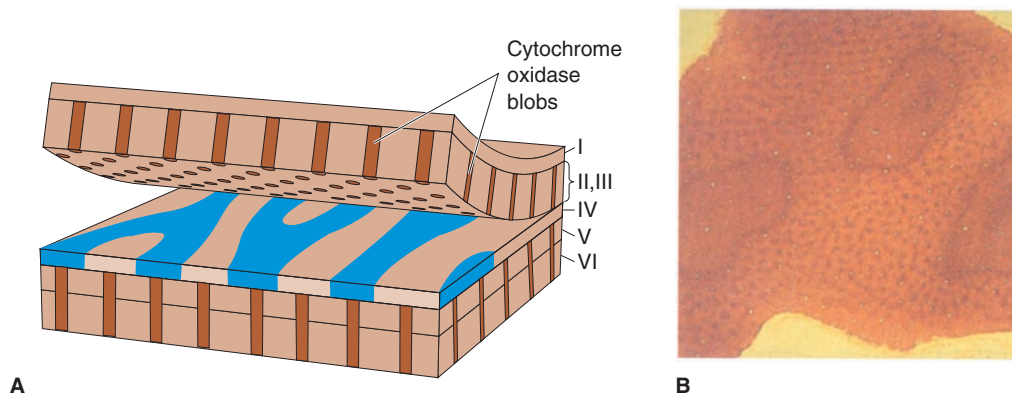 Cytochrome
oxidase
blobs
I
II,III
IV
V
VI
A
B